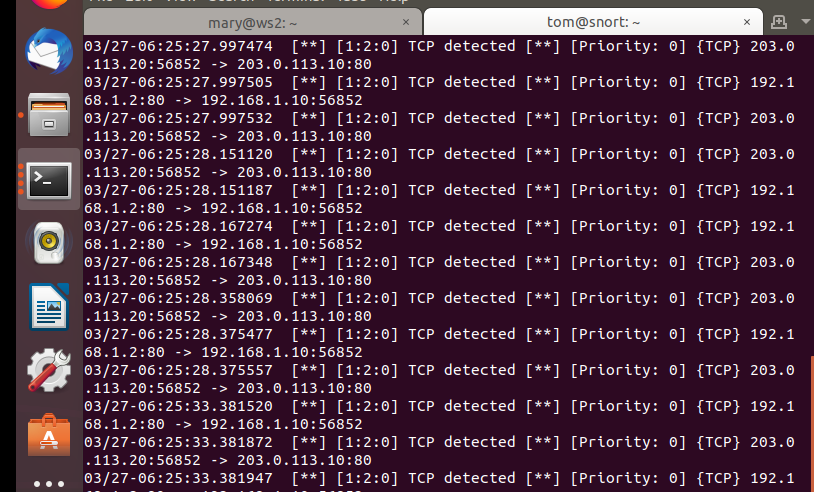 mary@ws2: ~ × tom@snort: ~ ×
03/27-06:25:27.997474  [**] [1:2:0] TCP detected [**] [Priority: 0] {TCP} 203.0
.113.20:56852 -> 203.0.113.10:80
03/27-06:25:27.997505  [**] [1:2:0] TCP detected [**] [Priority: 0] {TCP} 192.1
68.1.2:80 -> 192.168.1.10:56852
03/27-06:25:27.997532  [**] [1:2:0] TCP detected [**] [Priority: 0] {TCP} 203.0
.113.20:56852 -> 203.0.113.10:80
03/27-06:25:28.151120  [**] [1:2:0] TCP detected [**] [Priority: 0] {TCP} 203.0
.113.20:56852 -> 203.0.113.10:80
03/27-06:25:28.151187  [**] [1:2:0] TCP detected [**] [Priority: 0] {TCP} 192.1
68.1.2:80 -> 192.168.1.10:56852
03/27-06:25:28.167274  [**] [1:2:0] TCP detected [**] [Priority: 0] {TCP} 192.1
68.1.2:80 -> 192.168.1.10:56852
03/27-06:25:28.167348  [**] [1:2:0] TCP detected [**] [Priority: 0] {TCP} 203.0
.113.20:56852 -> 203.0.113.10:80
03/27-06:25:28.358069  [**] [1:2:0] TCP detected [**] [Priority: 0] {TCP} 203.0
.113.20:56852 -> 203.0.113.10:80
03/27-06:25:28.375477  [**] [1:2:0] TCP detected [**] [Priority: 0] {TCP} 192.1
68.1.2:80 -> 192.168.1.10:56852
03/27-06:25:28.375557  [**] [1:2:0] TCP detected [**] [Priority: 0] {TCP} 203.0
.113.20:56852 -> 203.0.113.10:80
03/27-06:25:33.381520  [**] [1:2:0] TCP detected [**] [Priority: 0] {TCP} 192.1
68.1.2:80 -> 192.168.1.10:56852
03/27-06:25:33.381872  [**] [1:2:0] TCP detected [**] [Priority: 0] {TCP} 203.0
.113.20:56852 -> 203.0.113.10:80
03/27-06:25:33.381947  [**] [1:2:0] TCP detected [**] [Priority: 0] {TCP} 192.1